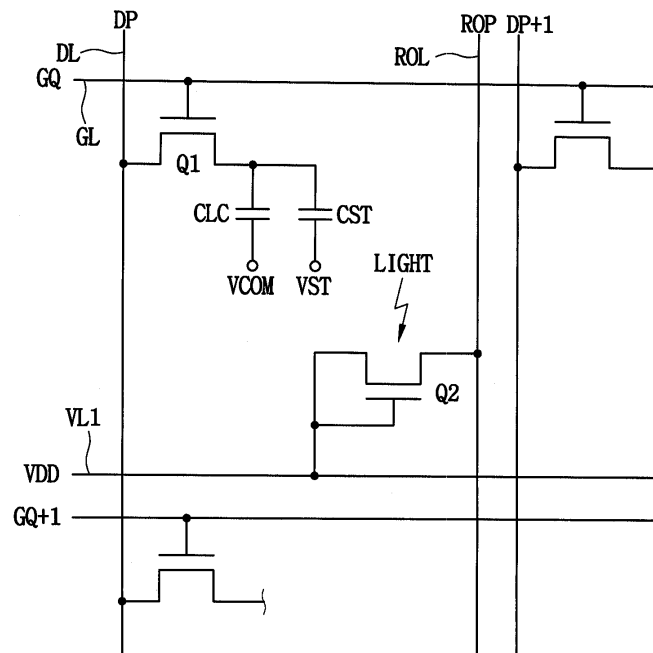 DP
ROP DP+1
DL
ROL
GQ
GL
Q1
CLC
CST
LIGHT
VCOM
VST
Q2
VL1
VDD
GQ+1